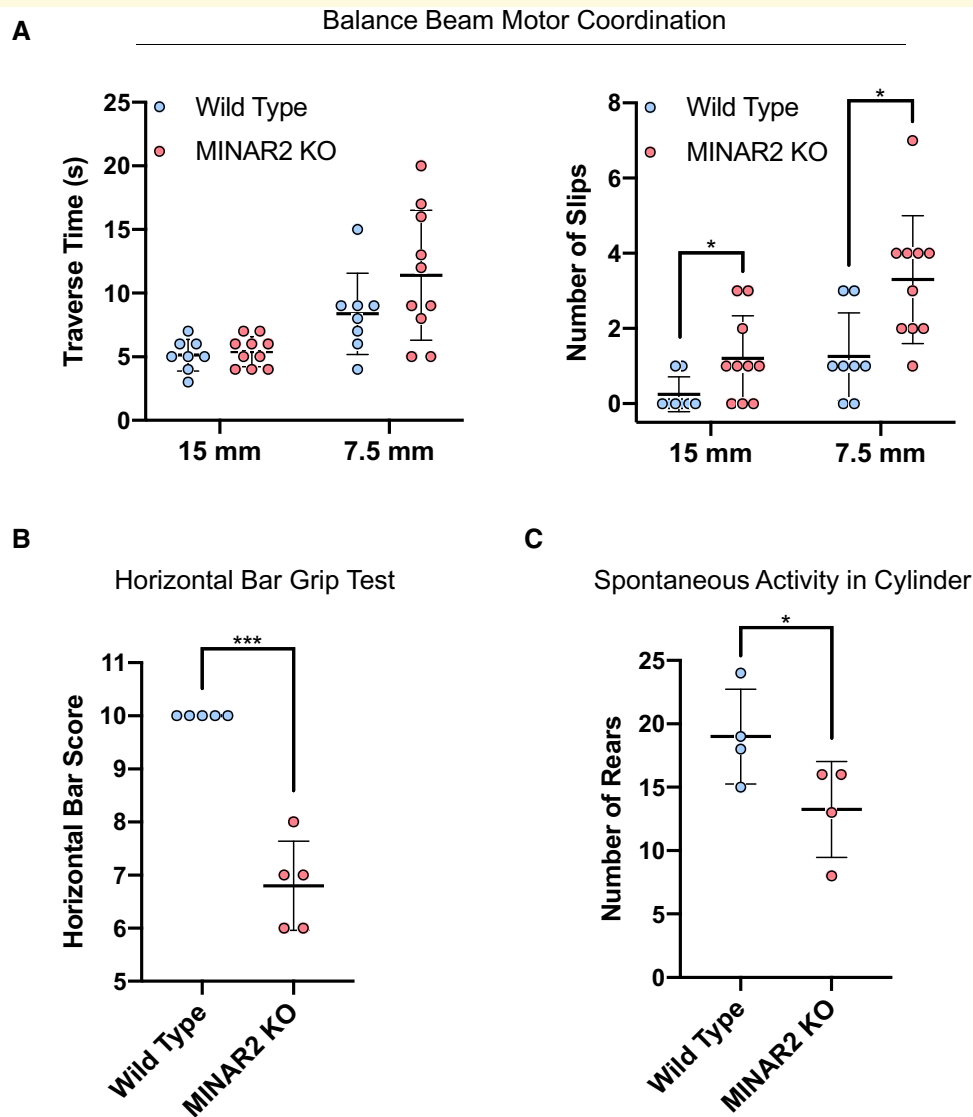 A
Balance Beam Motor Coordination
Wild Type
MINAR2 KO
Traverse Time (s)
25
20
15
10
5
0
15 mm
7.5 mm
Wild Type
MINAR2 KO
Number of Slips
8
6
4
2
0
*
*
15 mm
7.5 mm
B
Horizontal Bar Grip Test
***
Horizontal Bar Score
11
10
9
8
7
6
5
Wild Type
MINAR2 KO
C
Spontaneous Activity in Cylinder
*
Number of Rears
25
20
15
10
5
0
Wild Type
MINAR2 KO